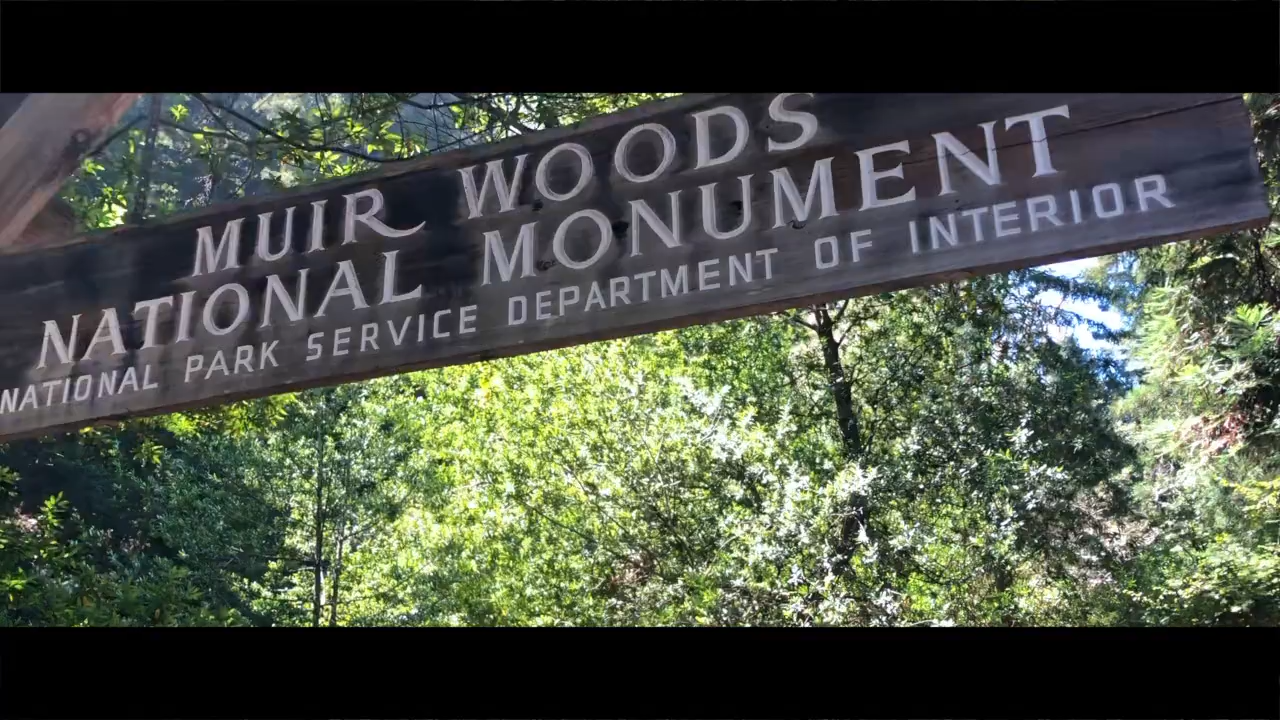 MUIR WOODS
NATIONAL MONUMENT
NATIONAL PARK SERVICE DEPARTMENT OF INTERIOR